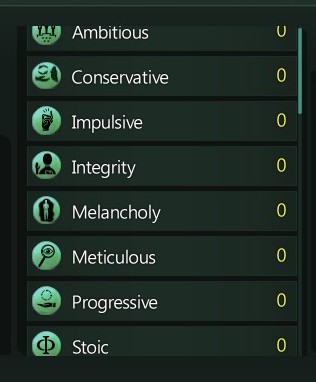 Ambitious 0
Conservative 0
Impulsive 0
Integrity 0
Melancholy 0
Meticulous 0
Progressive 0
Stoic 0